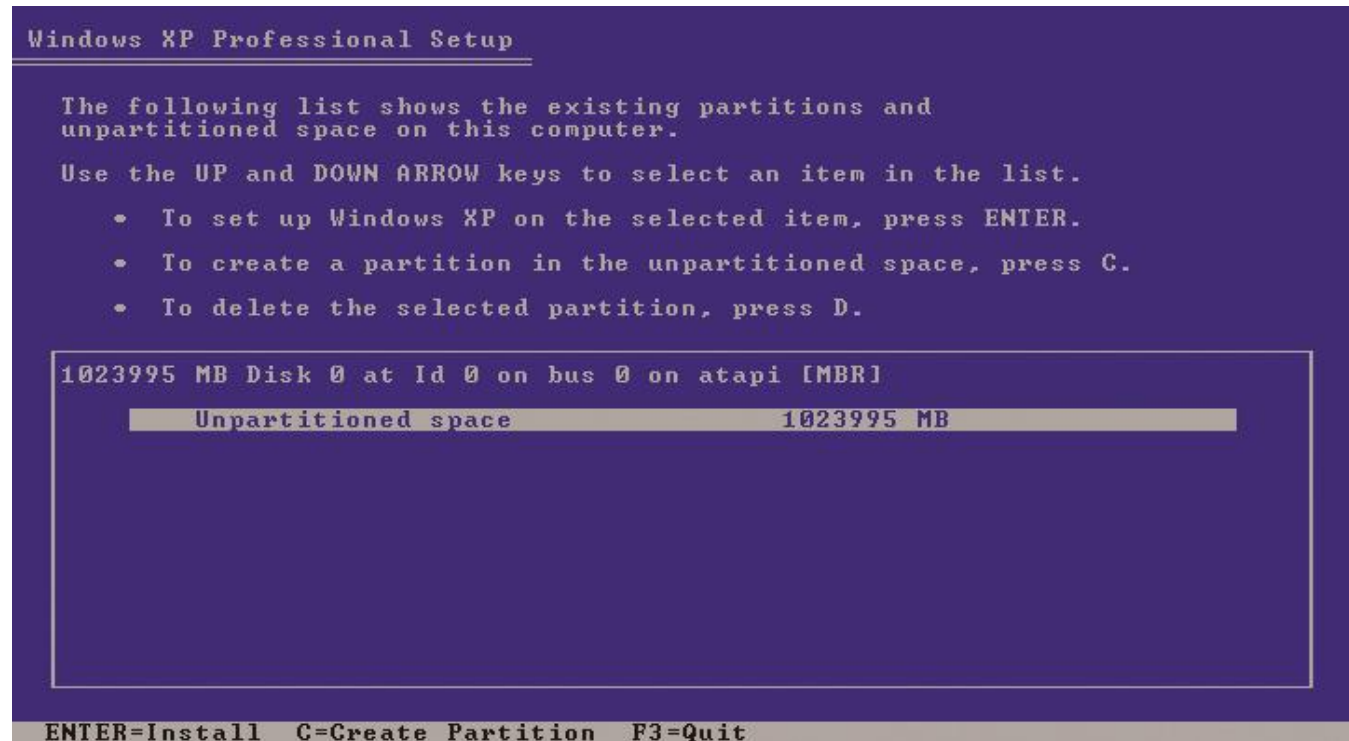 Windows XP Professional Setup
The following list shows the existing partitions and
unpartitioned space on this computer.
Use the UP and DOWN ARROW keys to select an item in the list.
• To set up Windows XP on the selected item, press ENTER.
• To create a partition in the unpartitioned space, press C.
• To delete the selected partition, press D.
1023995 MB Disk 0 at Id 0 on bus 0 on atapi [MBR]
Unpartitioned space 1023995 MB
ENTER=Install C=Create Partition F3=Quit